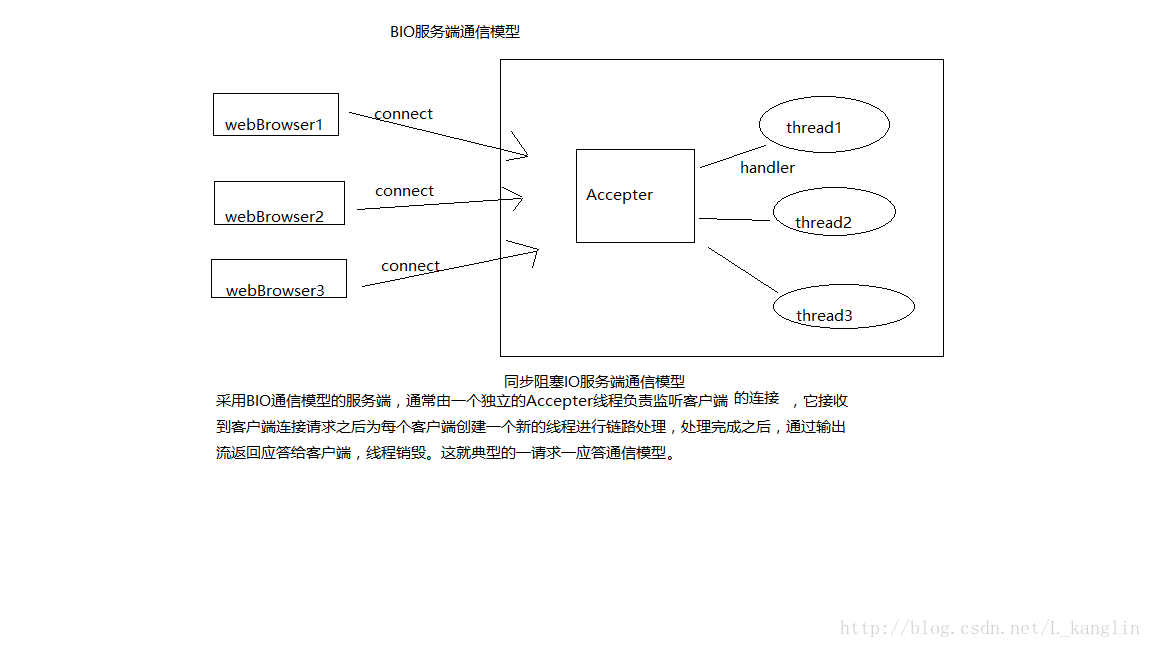 BIO服务端通信模型
webBrowser1
connect
thread1
handler
webBrowser2
connect
Accepter
thread2
webBrowser3
connect
thread3
同步阻塞IO服务端通信模型
采用BIO通信模型的服务端，通常由一个独立的Accepter线程负责监听客户端 的连接 ，它接收
到客户端连接请求之后为每个客户端创建一个新的线程进行链路处理，处理完成之后，通过输出
流返回应答给客户端，线程销毁。这就典型的一请求一应答通信模型。
http://blog.csdn.net/L_kanglin